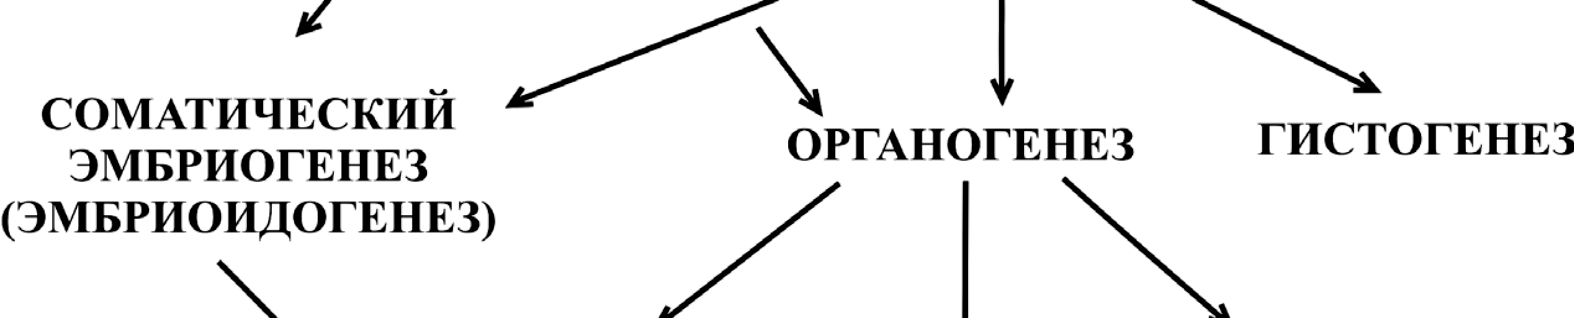 СОМАТИЧЕСКИЙ
ЭМБРИОГЕНЕЗ
(ЭМБРИОИДОГЕНЕЗ)
ОРГАНОГЕНЕЗ
ГИСТОГЕНЕЗ